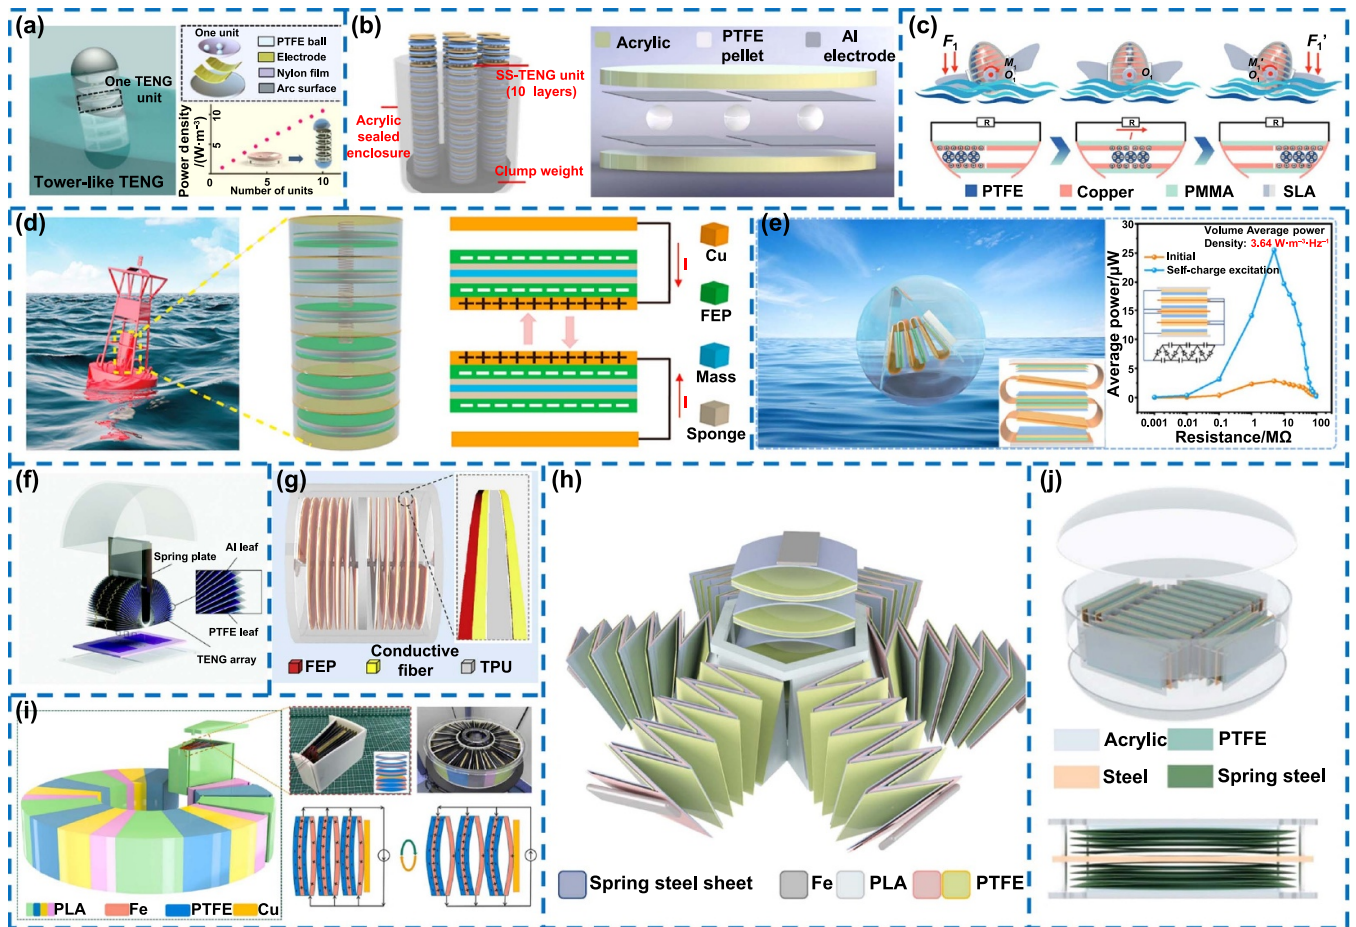 (a)
One TENG
unit
Tower-like TENG
One unit
PTFE ball
Electrode
Nylon film
Arc surface
Power density
/(W·m⁻³)
10
5
0
0
5
10
Number of units
(b)
SS-TENG unit
(10 layers)
Acrylic
sealed
enclosure
Clump weight
Acrylic
PTFE
pellet
Al
electrode
(c)
F₁
M₁
O₁
O₁
M₁'
O₁
F₁'
R
R
I
R
PTFE
Copper
PMMA
SLA
(d)
I
I
Cu
FEP
Mass
Sponge
(e)
Volume Average power
Density: 3.64 W·m⁻³·Hz⁻¹
Initial
Self-charge excitation
Average power/μW
30
25
20
15
10
5
0
0.001
0.01
0.1
1
10
100
Resistance/MΩ
(f)
Spring plate
Al leaf
PTFE leaf
TENG array
(g)
FEP
Conductive
fiber
TPU
(h)
Spring steel sheet
Fe
PLA
PTFE
(i)
PLA
Fe
PTFE
Cu
(j)
Acrylic
PTFE
Steel
Spring steel